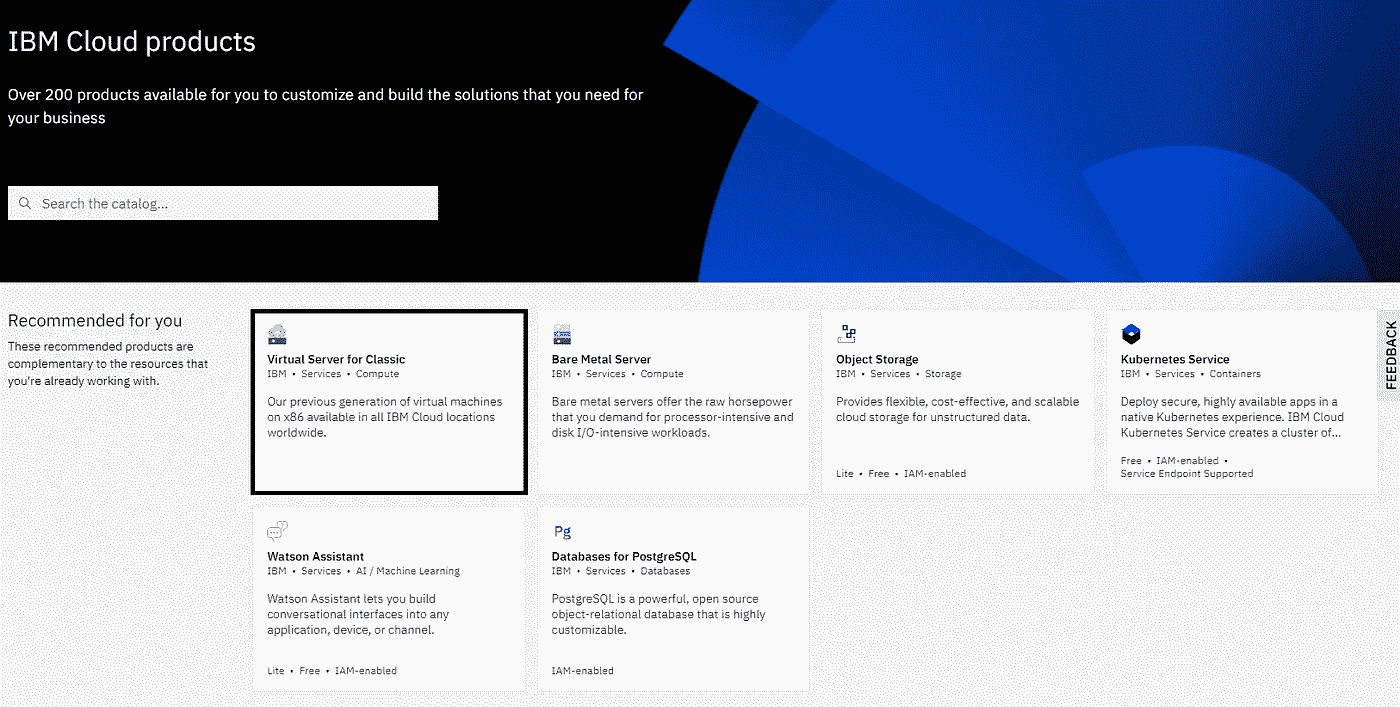 IBM Cloud products
Over 200 products available for you to customize and build the solutions that you need for
your business
Search the catalog...
Recommended for you
These recommended products are
complementary to the resources that
you're already working with.
Virtual Server for Classic
IBM • Services • Compute
Our previous generation of virtual machines
on x86 available in all IBM Cloud locations
worldwide.
Bare Metal Server
IBM • Services • Compute
Bare metal servers offer the raw horsepower
that you demand for processor-intensive and
disk I/O-intensive workloads.
Object Storage
IBM • Services • Storage
Provides flexible, cost-effective, and scalable
cloud storage for unstructured data.
Lite • Free • IAM-enabled
Kubernetes Service
IBM • Services • Containers
Deploy secure, highly available apps in a
native Kubernetes experience. IBM Cloud
Kubernetes Service creates a cluster of...
Free • IAM-enabled •
Service Endpoint Supported
FEEDBACK
Watson Assistant
IBM • Services • AI / Machine Learning
Watson Assistant lets you build
conversational interfaces into any
application, device, or channel.
Lite • Free • IAM-enabled
Pg
Databases for PostgreSQL
IBM • Services • Databases
PostgreSQL is a powerful, open source
object-relational database that is highly
customizable.
IAM-enabled